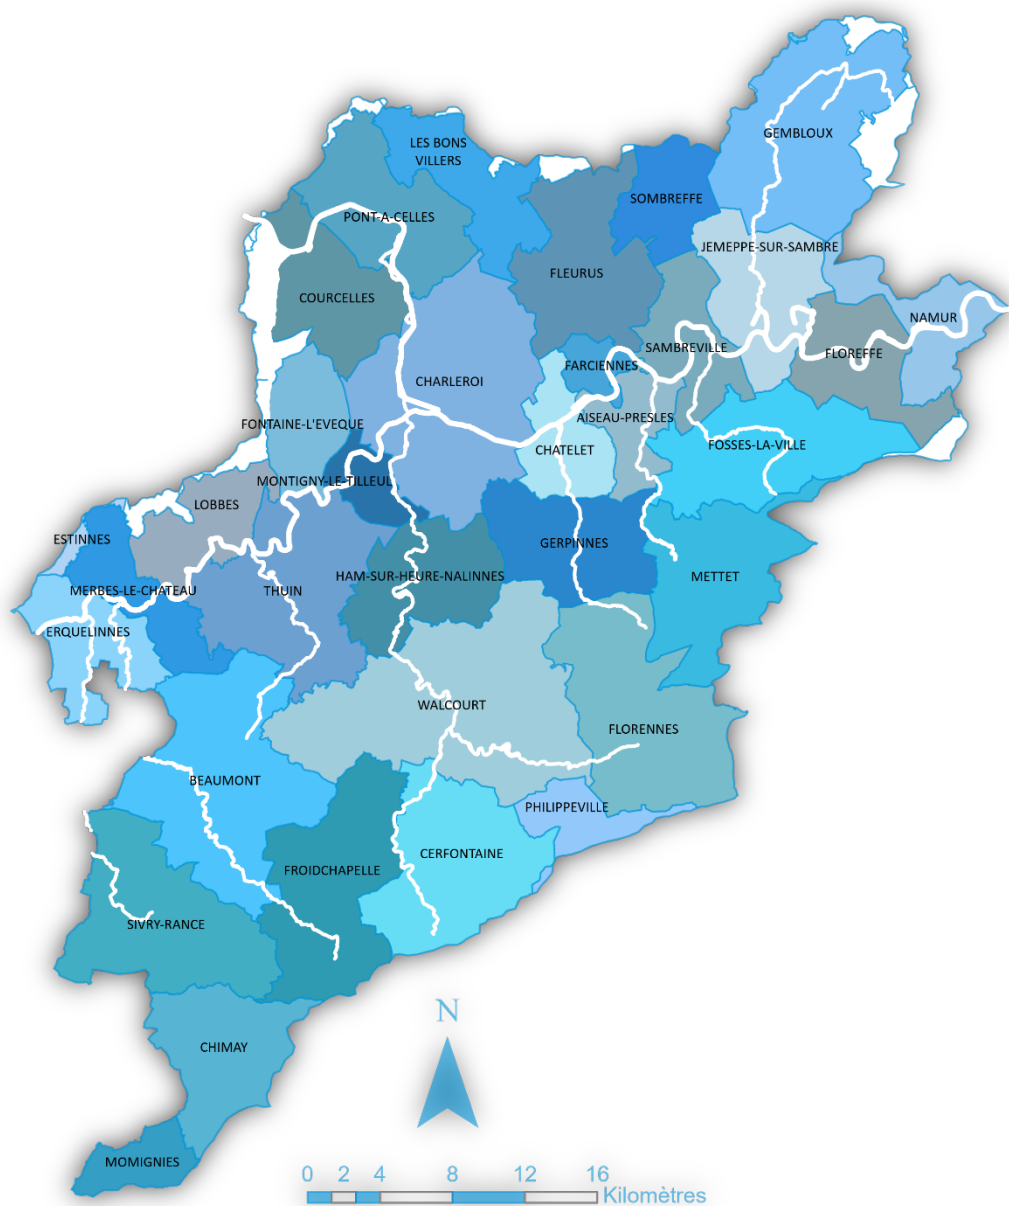 GEMBLOUX
LES BONS
VILLERS
SOMBREFFE
PONT-A-CELLES
JEMEPPE-SUR-SAMBRE
FLEURUS
COURCELLES
NAMUR
SAMBREVILLE
FLOREFFE
FARCIENNES
CHARLEROI
AISEAU-PRESLES
FONTAINE-L'EVEQUE
FOSSES-LA-VILLE
CHATELET
MONTIGNY-LE-TILLEUL
LOBBES
ESTINNES
GERPINNES
HAM-SUR-HEURE-NALINNES
METTET
MERBES-LE-CHATEAU
THUIN
ERQUELINNES
WALCOURT
FLORENNES
BEAUMONT
PHILIPPEVILLE
CERFONTAINE
FROIDCHAPELLE
SIVRY-RANCE
N
CHIMAY
MOMIGNIES
0 2 4 8 12 16
Kilomètres